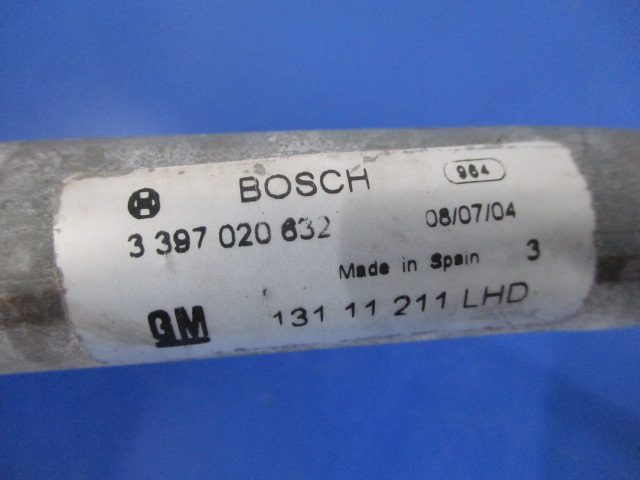 BOSCH 964
3 397 020 632 08/07/04
Made in Spain 3
GM 131 11 211 LHD